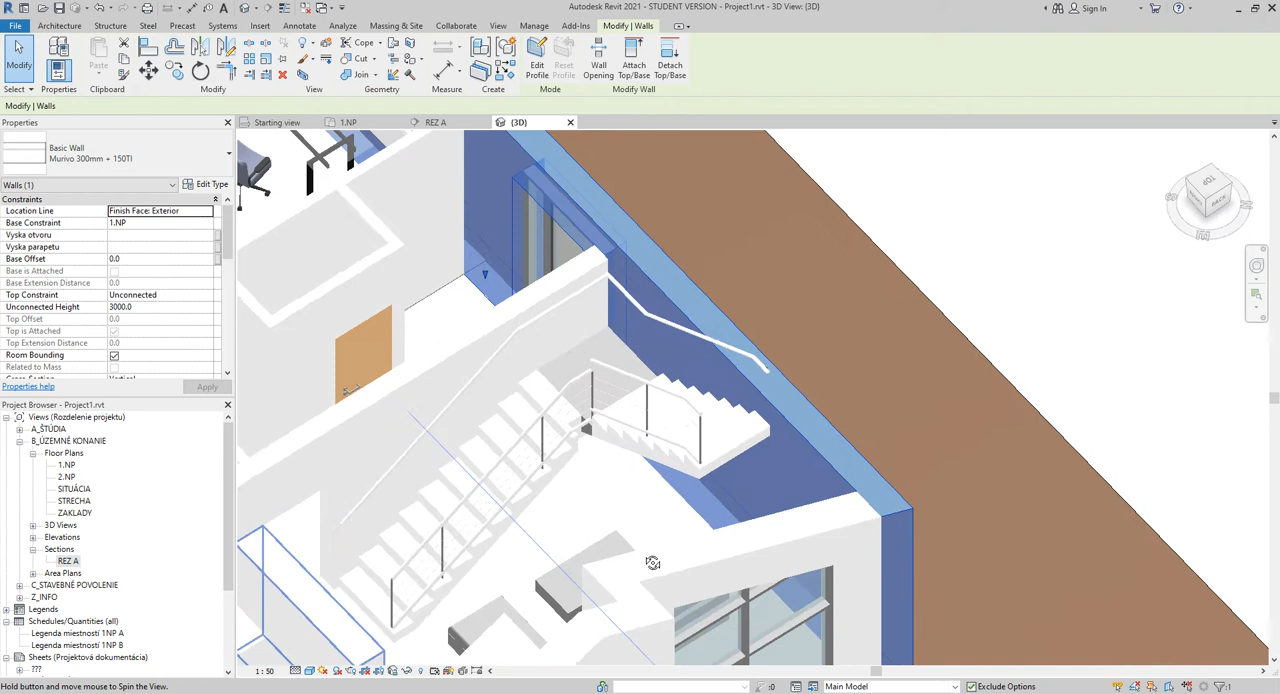 Autodesk Revit 2021 - STUDENT VERSION - Project1.rvt - 3D View: {3D}
Sign In
File Architecture Structure Steel Precast Systems Insert Annotate Analyze Massing & Site Collaborate View Manage Add-Ins Modify | Walls
Modify
Paste
Cope
Cut
Join
Edit Profile
Reset Profile
Wall Opening
Attach Top/Base
Detach Top/Base
Select Properties Clipboard Modify View Geometry Measure Create Mode Modify Wall
Modify | Walls
Properties
Starting view
1.NP
REZ A
{3D}
Basic Wall
Murivo 300mm + 150TI
Walls (1)
Edit Type
Constraints
Location Line Finish Face: Exterior
Base Constraint 1.NP
Vyska otvoru
Vyska parapetu
Base Offset 0.0
Base is Attached
Base Extension Distance 0.0
Top Constraint Unconnected
Unconnected Height 3000.0
Top Offset 0.0
Top is Attached
Top Extension Distance 0.0
Room Bounding
Related to Mass
Properties help
Apply
Project Browser - Project1.rvt
Views (Rozdelenie projektu)
A_ŠTÚDIA
B_ÚZEMNÉ KONANIE
Floor Plans
1.NP
2.NP
SITUÁCIA
STRECHA
ZAKLADY
3D Views
Elevations
Sections
REZ A
Area Plans
C_STAVEBNÉ POVOLENIE
Z_INFO
Legends
Schedules/Quantities (all)
Legenda miestností 1NP A
Legenda miestností 1NP B
Sheets (Projektová dokumentácia)
???
TOP
BACK
1 : 50
Hold button and move mouse to Spin the View.
:0
Main Model
Exclude Options
:1